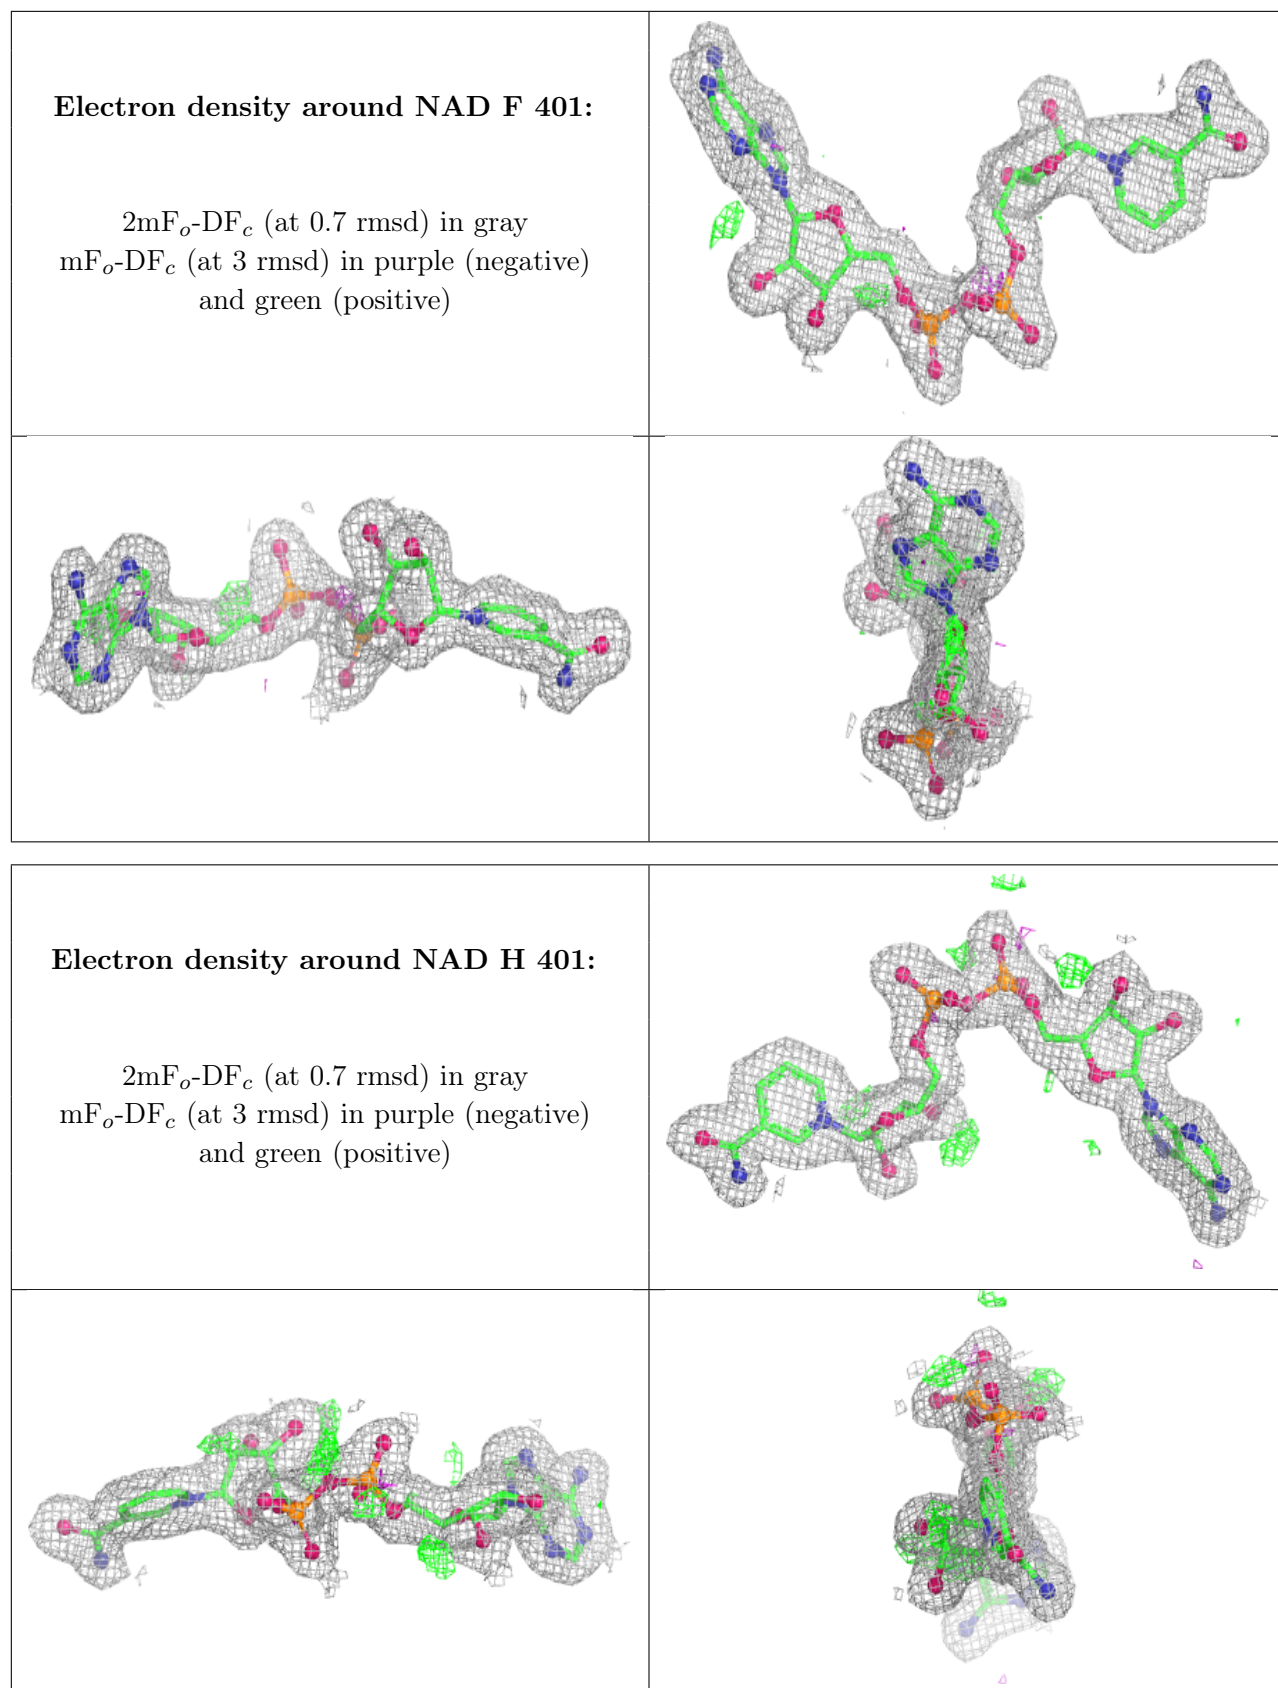 Electron density around NAD F 401:
2mFo-DFc (at 0.7 rmsd) in gray
mFo-DFc (at 3 rmsd) in purple (negative)
and green (positive)
Electron density around NAD H 401:
2mFo-DFc (at 0.7 rmsd) in gray
mFo-DFc (at 3 rmsd) in purple (negative)
and green (positive)